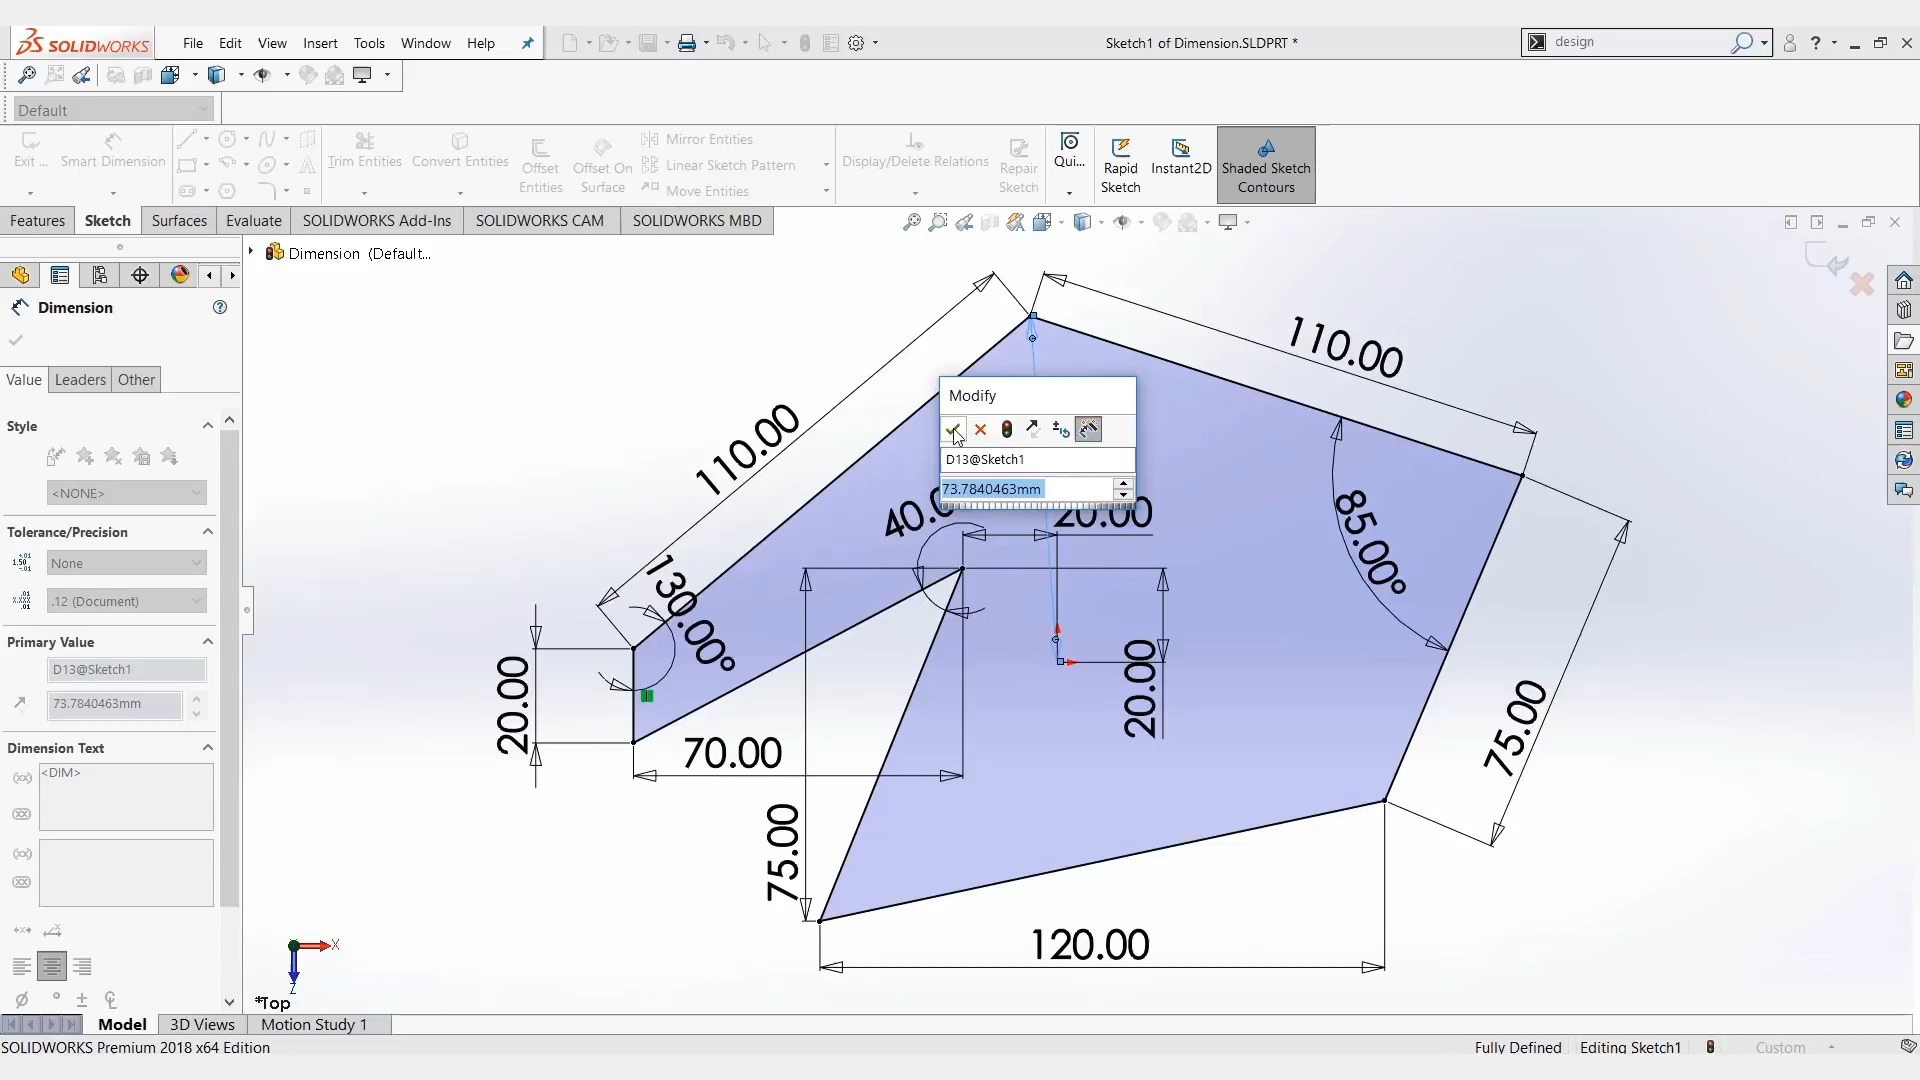 SOLIDWORKS File Edit View Insert Tools Window Help
Sketch1 of Dimension.SLDPRT *
design
?
Default
Exit ...
Smart Dimension
Trim Entities
Convert Entities
Offset Entities
Offset On Surface
Mirror Entities
Linear Sketch Pattern
Move Entities
Display/Delete Relations
Repair Sketch
Qui...
Rapid Sketch
Instant2D
Shaded Sketch Contours
Features Sketch Surfaces Evaluate SOLIDWORKS Add-Ins SOLIDWORKS CAM SOLIDWORKS MBD
Dimension (Default...
Dimension
?
Value Leaders Other
Style
<NONE>
Tolerance/Precision
None
.12 (Document)
Primary Value
D13@Sketch1
73.7840463mm
Dimension Text
<DIM>
Modify
D13@Sketch1
73.7840463mm
110.00
110.00
40.0
20.00
85.00°
130.00°
20.00
20.00
70.00
75.00
75.00
120.00
X
Z
*Top
Model 3D Views Motion Study 1
SOLIDWORKS Premium 2018 x64 Edition
Fully Defined Editing Sketch1 Custom